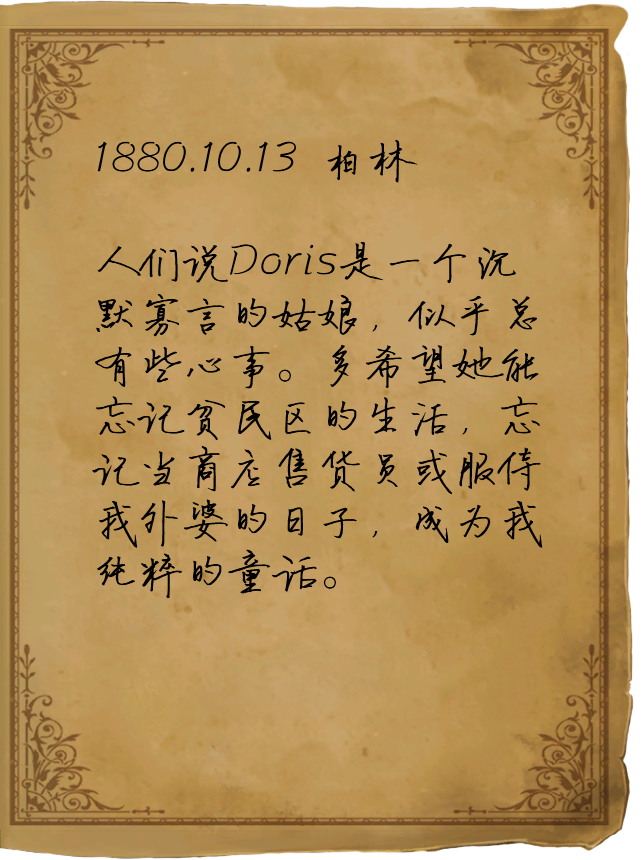 1880.10.13 柏林
人们说Doris是一个沉
默寡言的姑娘，似乎总
有些心事。多希望她能
忘记贫民区的生活，忘
记当商店售货员或服侍
我外婆的日子，成为我
纯粹的童话。